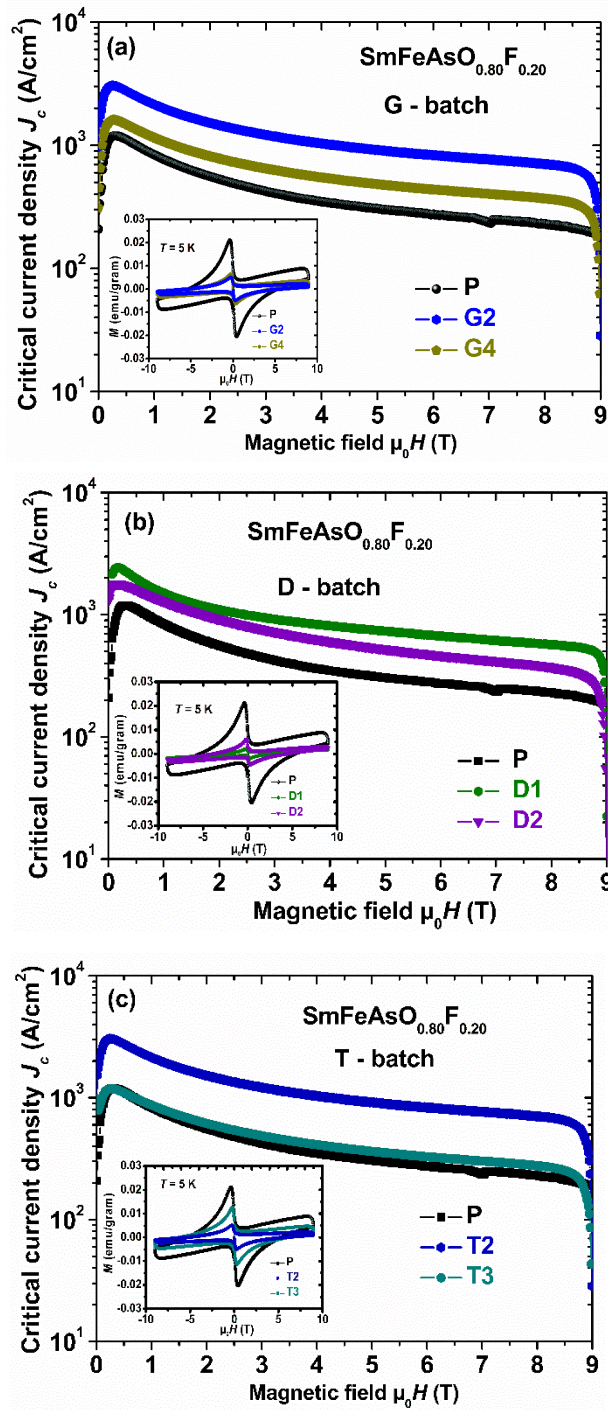 (a)
SmFeAsO0.80F0.20
G - batch
Critical current density Jc (A/cm2)
104
103
102
101
0 1 2 3 4 5 6 7 8 9
Magnetic field μ0H (T)
P
G2
G4
T = 5 K
M (emu/gram)
0.03
0.02
0.01
0.00
-0.01
-0.02
-0.03
-10 -5 0 5 10
μ0H (T)
P
G2
G4
(b)
SmFeAsO0.80F0.20
D - batch
Critical current density Jc (A/cm2)
104
103
102
101
0 1 2 3 4 5 6 7 8 9
Magnetic field μ0H (T)
P
D1
D2
T = 5 K
M (emu/gram)
0.03
0.02
0.01
0.00
-0.01
-0.02
-0.03
-10 -5 0 5 10
μ0H (T)
P
D1
D2
(c)
SmFeAsO0.80F0.20
T - batch
Critical current density Jc (A/cm2)
104
103
102
101
0 1 2 3 4 5 6 7 8 9
Magnetic field μ0H (T)
P
T2
T3
T = 5 K
M (emu/gram)
0.03
0.02
0.01
0.00
-0.01
-0.02
-0.03
-10 -5 0 5 10
μ0H (T)
P
T2
T3